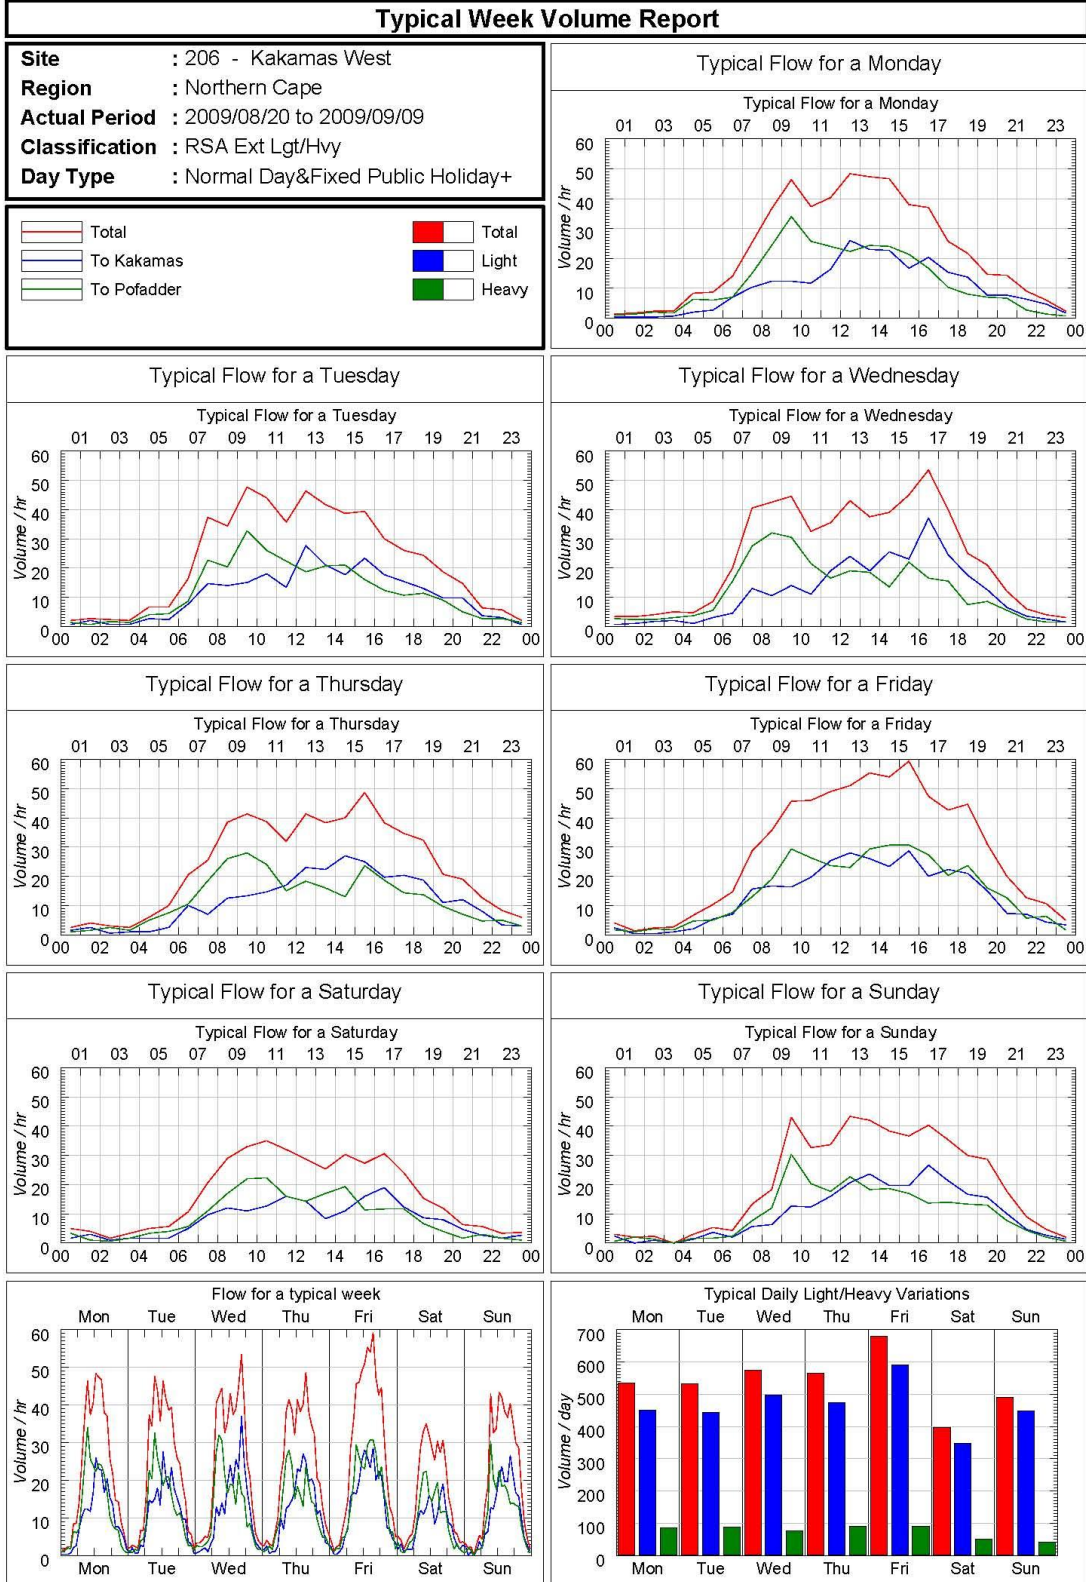 Typical Week Volume Report
Site : 206 - Kakamas West
Region : Northern Cape
Actual Period : 2009/08/20 to 2009/09/09
Classification : RSA Ext Lgt/Hvy
Day Type : Normal Day&Fixed Public Holiday+
Total Total
To Kakamas Light
To Pofadder Heavy
Typical Flow for a Monday
Typical Flow for a Monday
01 03 05 07 09 11 13 15 17 19 21 23
60
50
40
30
20
10
0
Volume / hr
00 02 04 06 08 10 12 14 16 18 20 22 00
Typical Flow for a Tuesday
Typical Flow for a Tuesday
01 03 05 07 09 11 13 15 17 19 21 23
60
50
40
30
20
10
0
Volume / hr
00 02 04 06 08 10 12 14 16 18 20 22 00
Typical Flow for a Wednesday
Typical Flow for a Wednesday
01 03 05 07 09 11 13 15 17 19 21 23
60
50
40
30
20
10
0
Volume / hr
00 02 04 06 08 10 12 14 16 18 20 22 00
Typical Flow for a Thursday
Typical Flow for a Thursday
01 03 05 07 09 11 13 15 17 19 21 23
60
50
40
30
20
10
0
Volume / hr
00 02 04 06 08 10 12 14 16 18 20 22 00
Typical Flow for a Friday
Typical Flow for a Friday
01 03 05 07 09 11 13 15 17 19 21 23
60
50
40
30
20
10
0
Volume / hr
00 02 04 06 08 10 12 14 16 18 20 22 00
Typical Flow for a Saturday
Typical Flow for a Saturday
01 03 05 07 09 11 13 15 17 19 21 23
60
50
40
30
20
10
0
Volume / hr
00 02 04 06 08 10 12 14 16 18 20 22 00
Typical Flow for a Sunday
Typical Flow for a Sunday
01 03 05 07 09 11 13 15 17 19 21 23
60
50
40
30
20
10
0
Volume / hr
00 02 04 06 08 10 12 14 16 18 20 22 00
Flow for a typical week
Mon Tue Wed Thu Fri Sat Sun
60
50
40
30
20
10
0
Volume / hr
Mon Tue Wed Thu Fri Sat Sun
Typical Daily Light/Heavy Variations
Mon Tue Wed Thu Fri Sat Sun
700
600
500
400
300
200
100
0
Volume / day
Mon Tue Wed Thu Fri Sat Sun